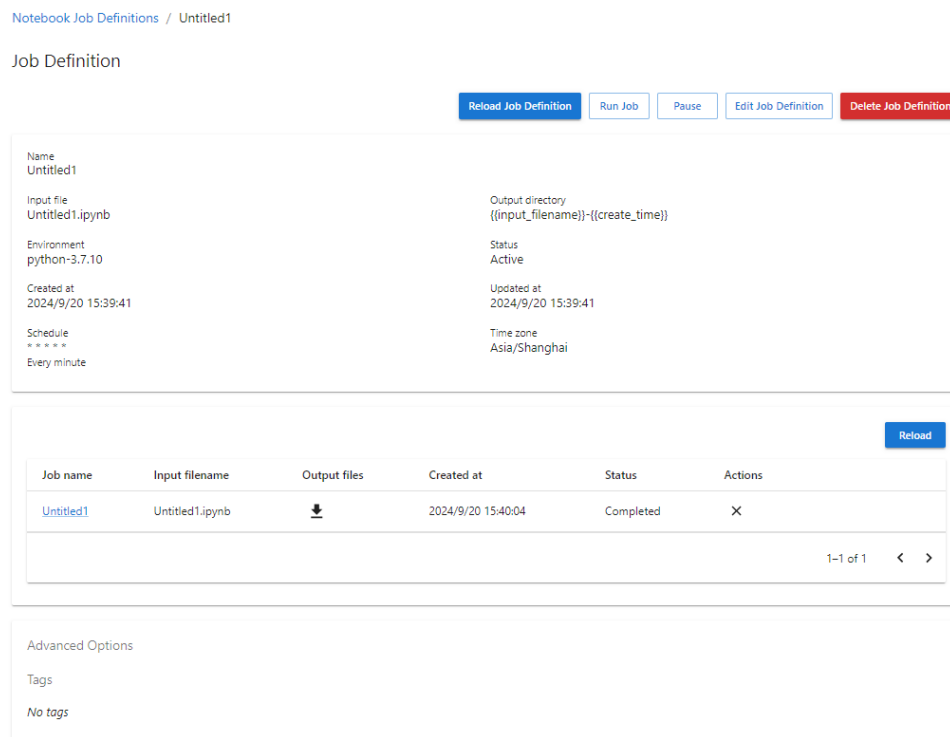 Notebook Job Definitions / Untitled1
Job Definition
Reload Job Definition Run Job Pause Edit Job Definition Delete Job Definition
Name
Untitled1
Input file Output directory
Untitled1.ipynb {{input_filename}}-{{create_time}}
Environment Status
python-3.7.10 Active
Created at Updated at
2024/9/20 15:39:41 2024/9/20 15:39:41
Schedule Time zone
* * * * * Asia/Shanghai
Every minute
Reload
Job name Input filename Output files Created at Status Actions
Untitled1 Untitled1.ipynb 2024/9/20 15:40:04 Completed
1–1 of 1
Advanced Options
Tags
No tags